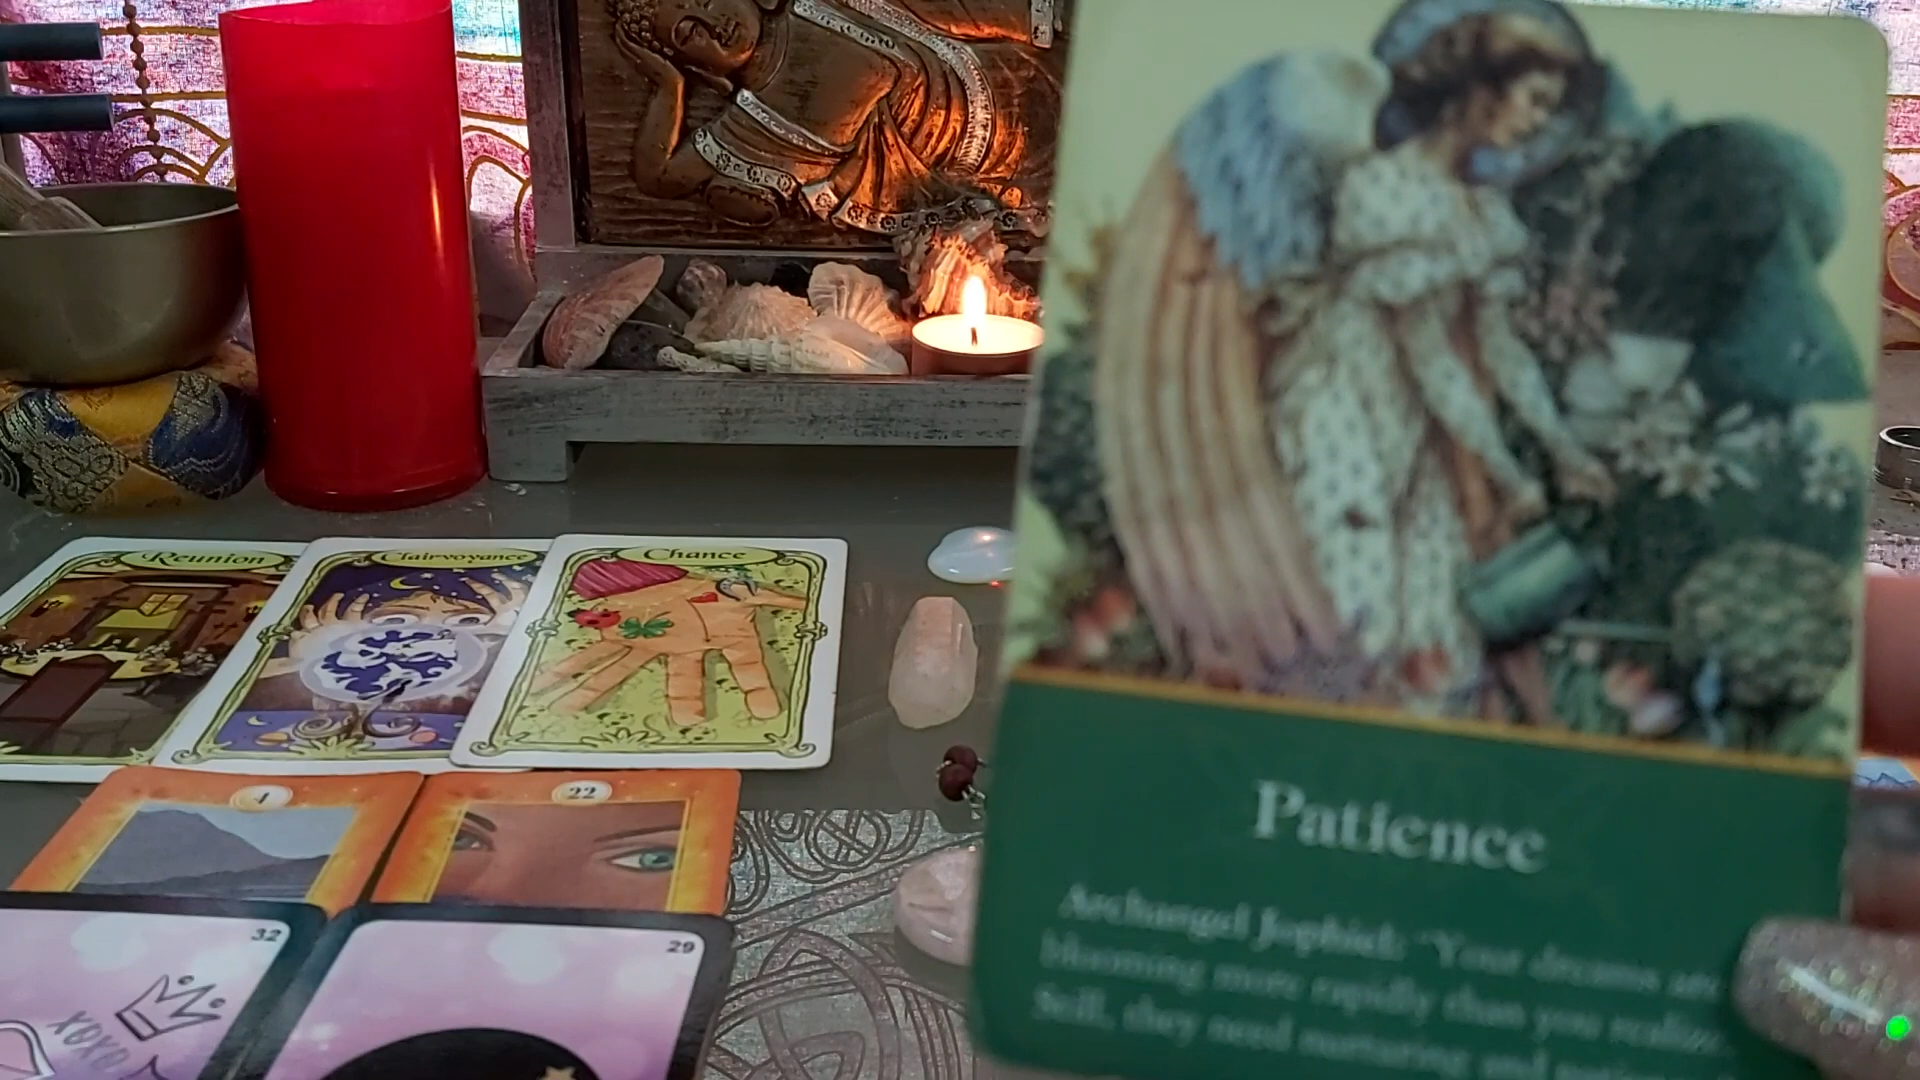 Reunion
Clairvoyance
Chance
1
22
32
XOXO
29
Patience
Archangel Jophiel: "Your dreams are
blooming more rapidly than you realize.
Still, they need nurturing and